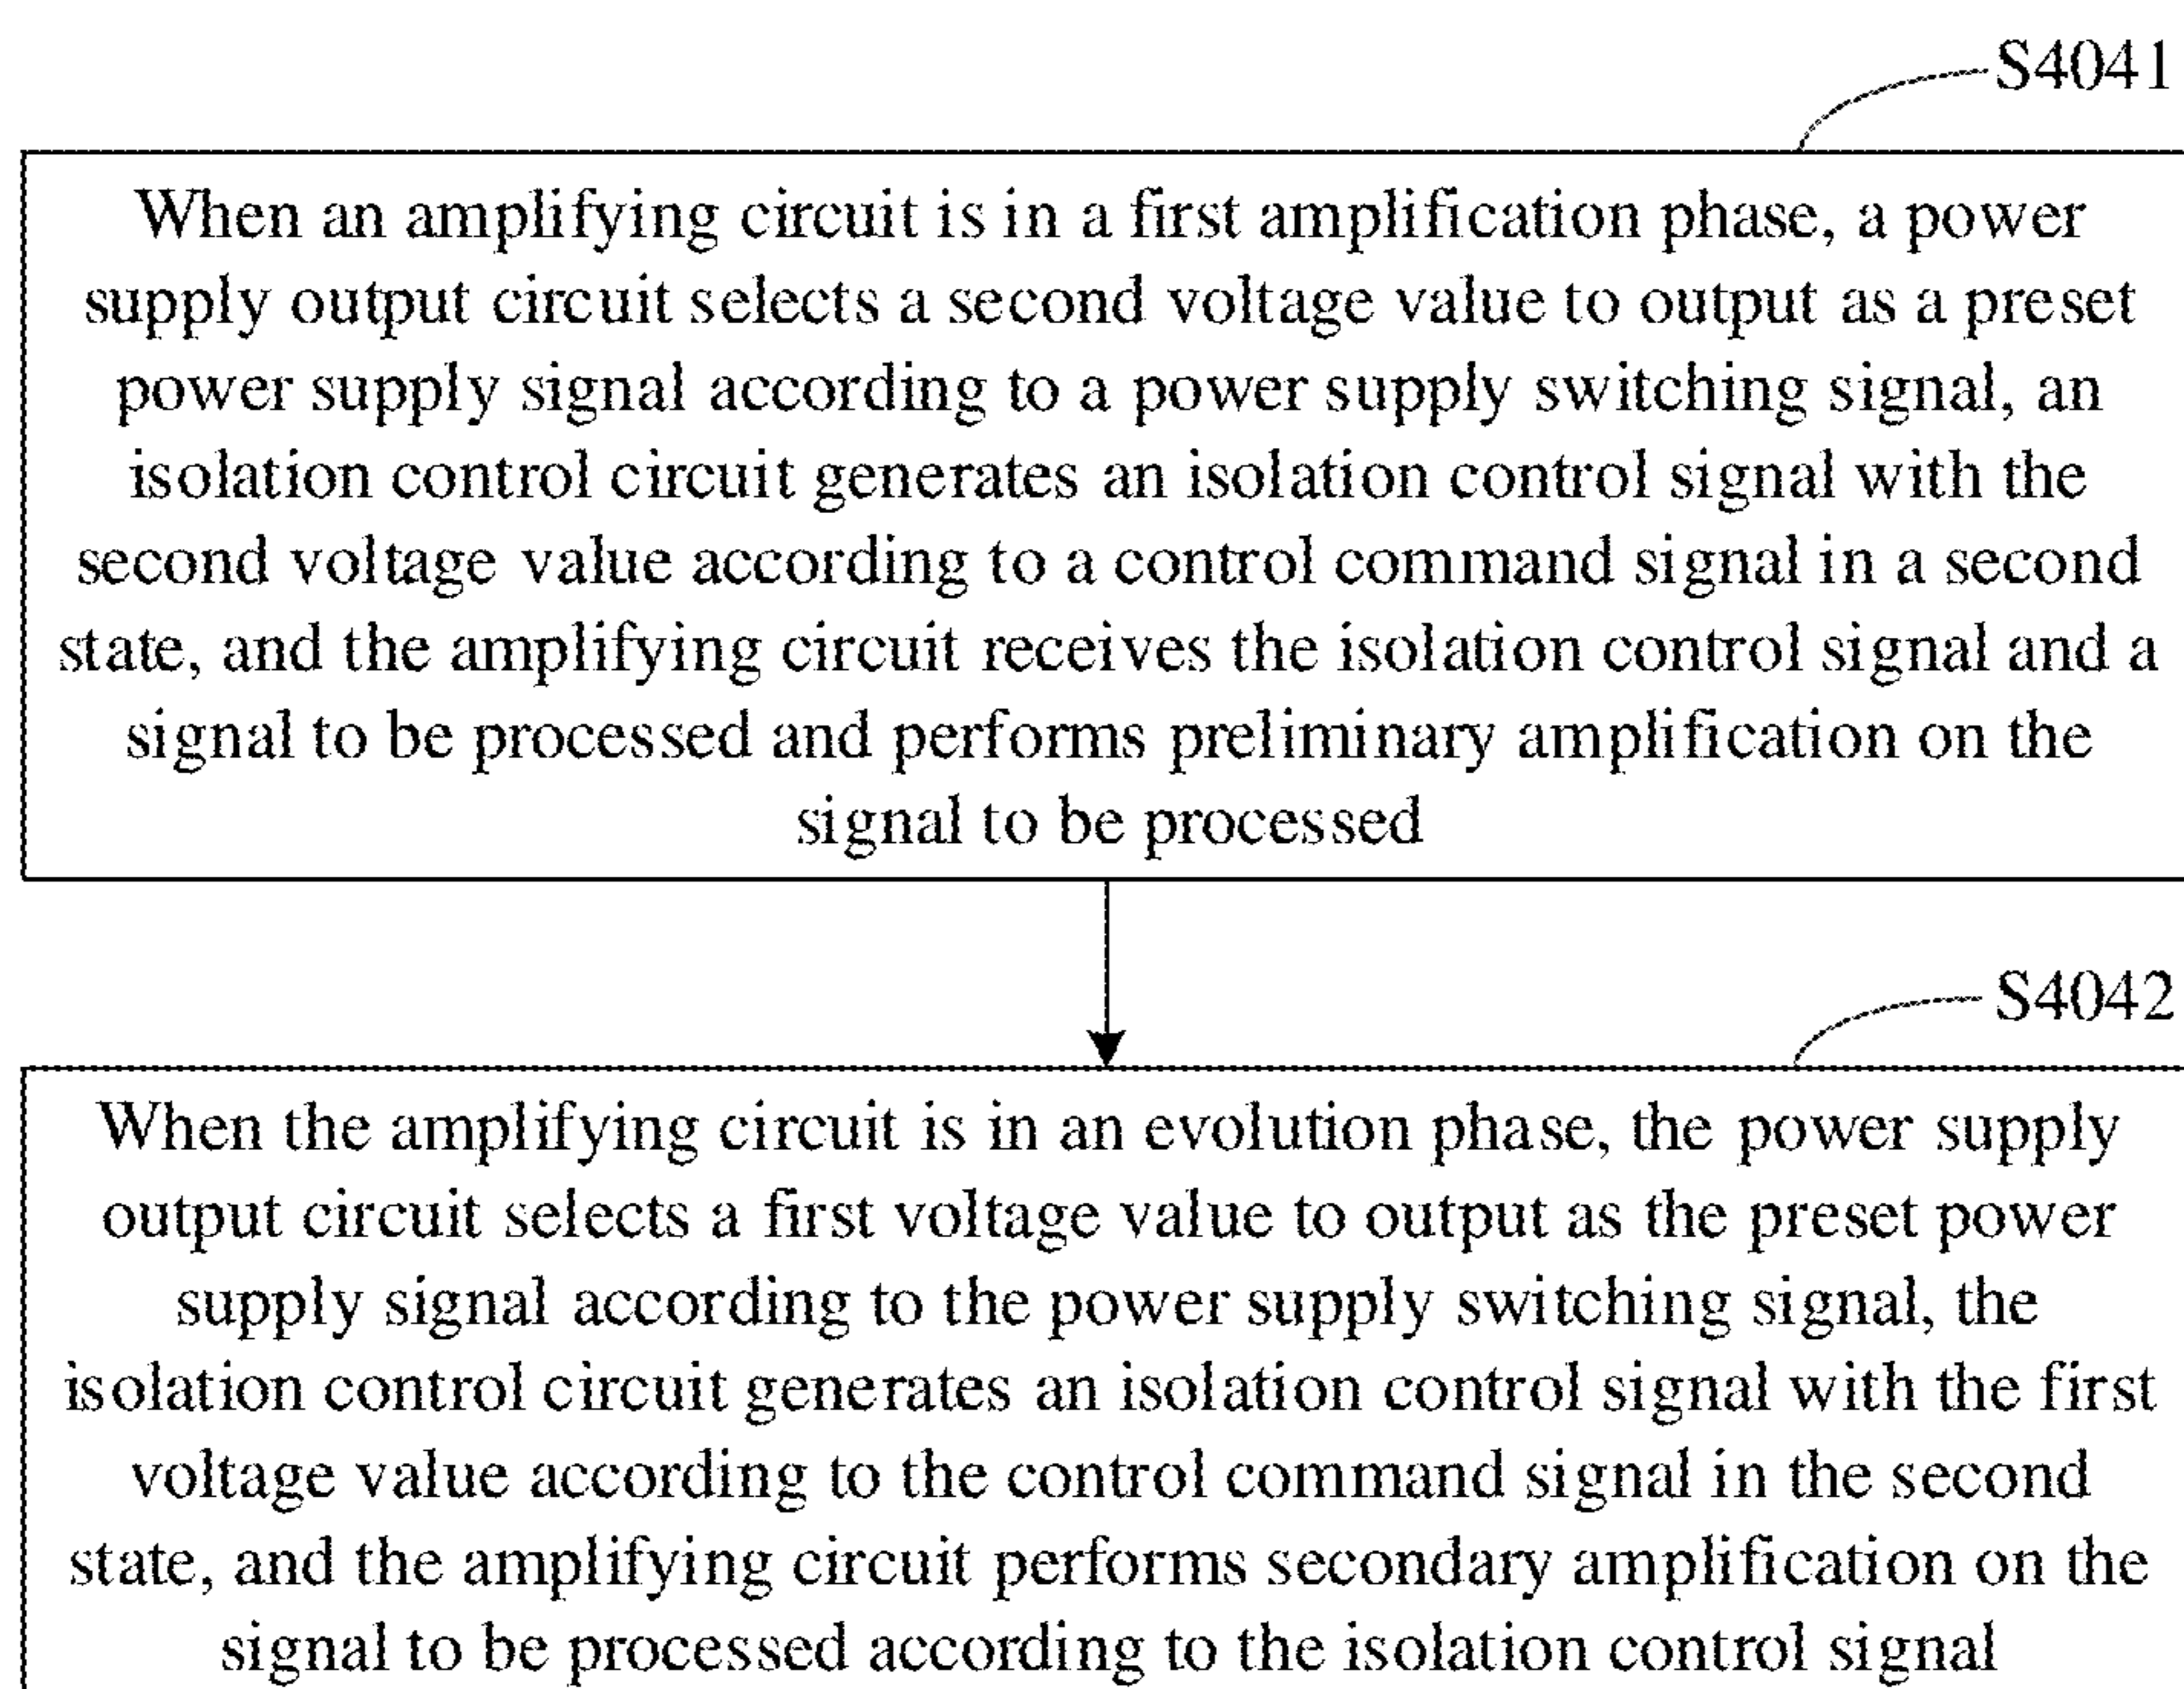 S4041
When an amplifying circuit is in a first amplification phase, a power
supply output circuit selects a second voltage value to output as a preset
power supply signal according to a power supply switching signal, an
isolation control circuit generates an isolation control signal with the
second voltage value according to a control command signal in a second
state, and the amplifying circuit receives the isolation control signal and a
signal to be processed and performs preliminary amplification on the
signal to be processed
S4042
When the amplifying circuit is in an evolution phase, the power supply
output circuit selects a first voltage value to output as the preset power
supply signal according to the power supply switching signal, the
isolation control circuit generates an isolation control signal with the first
voltage value according to the control command signal in the second
state, and the amplifying circuit performs secondary amplification on the
signal to be processed according to the isolation control signal